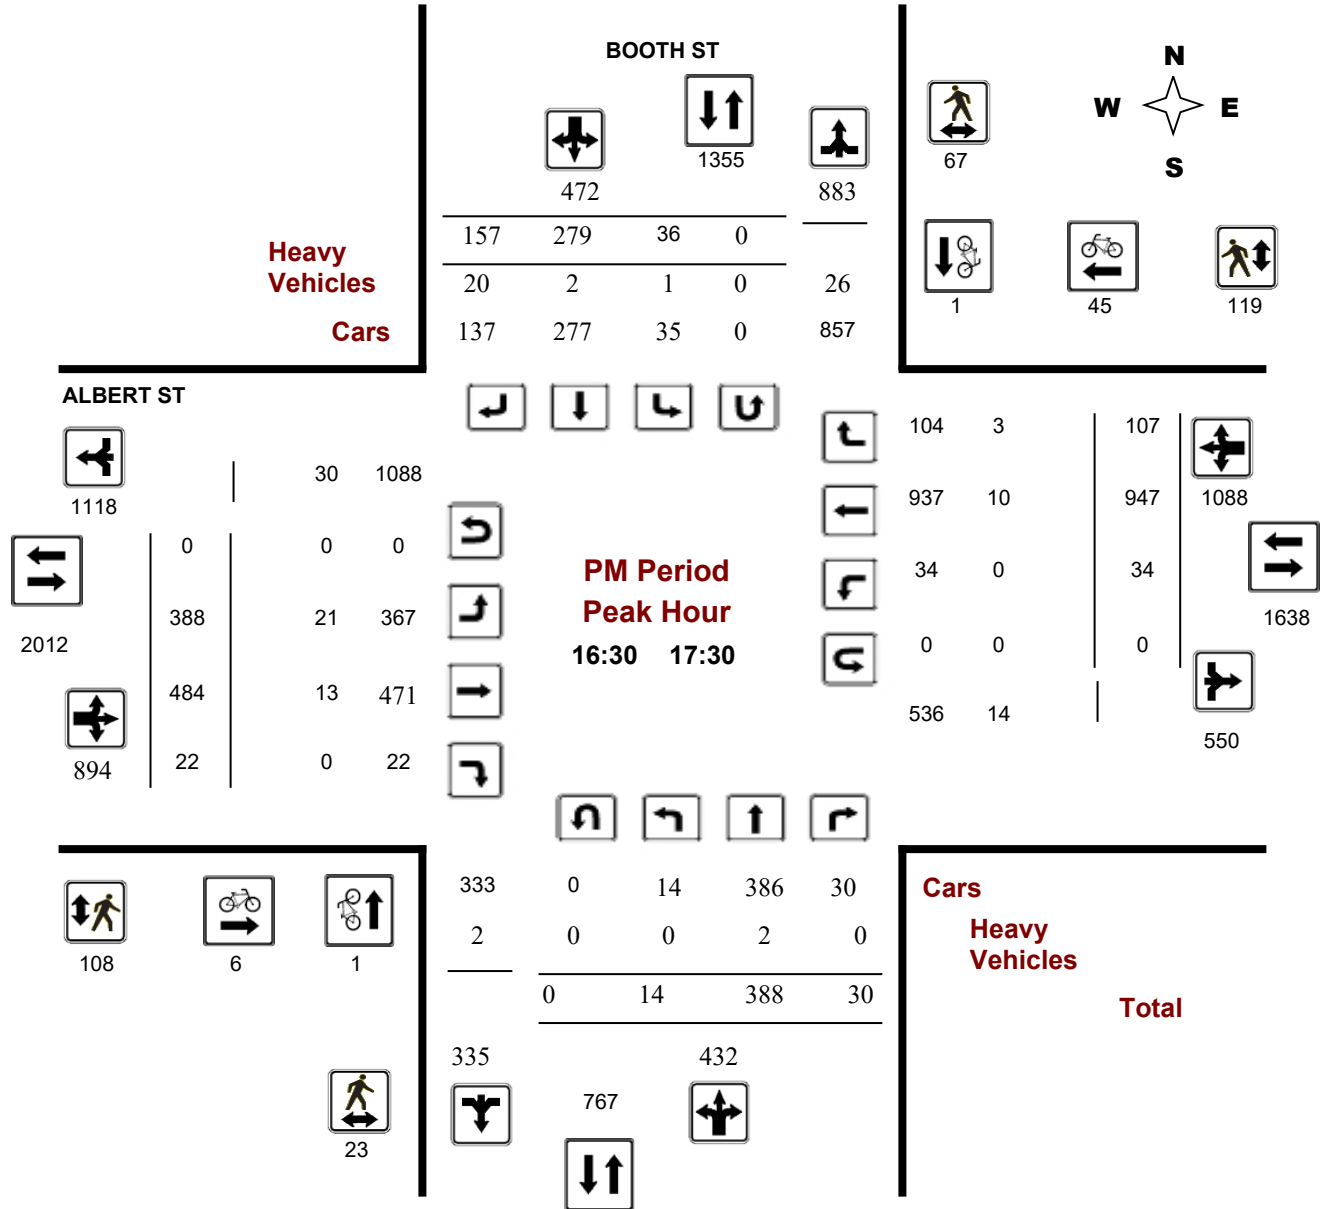 BOOTH ST
N
W E
S
1355
67
472
883
157 279 36 0
Heavy
Vehicles
20 2 1 0 26
1 45 119
Cars
137 277 35 0 857
ALBERT ST
104 3 107
30 1088
1118
937 10 947 1088
0 0 0
PM Period
34 0 34
388 21 367
Peak Hour
1638
2012
16:30 17:30
0 0 0
484 13 471
536 14
550
894 22 0 22
333 0 14 386 30
Cars
2 0 0 2 0
Heavy
Vehicles
108 6 1
0 14 388 30
Total
335 432
767
23